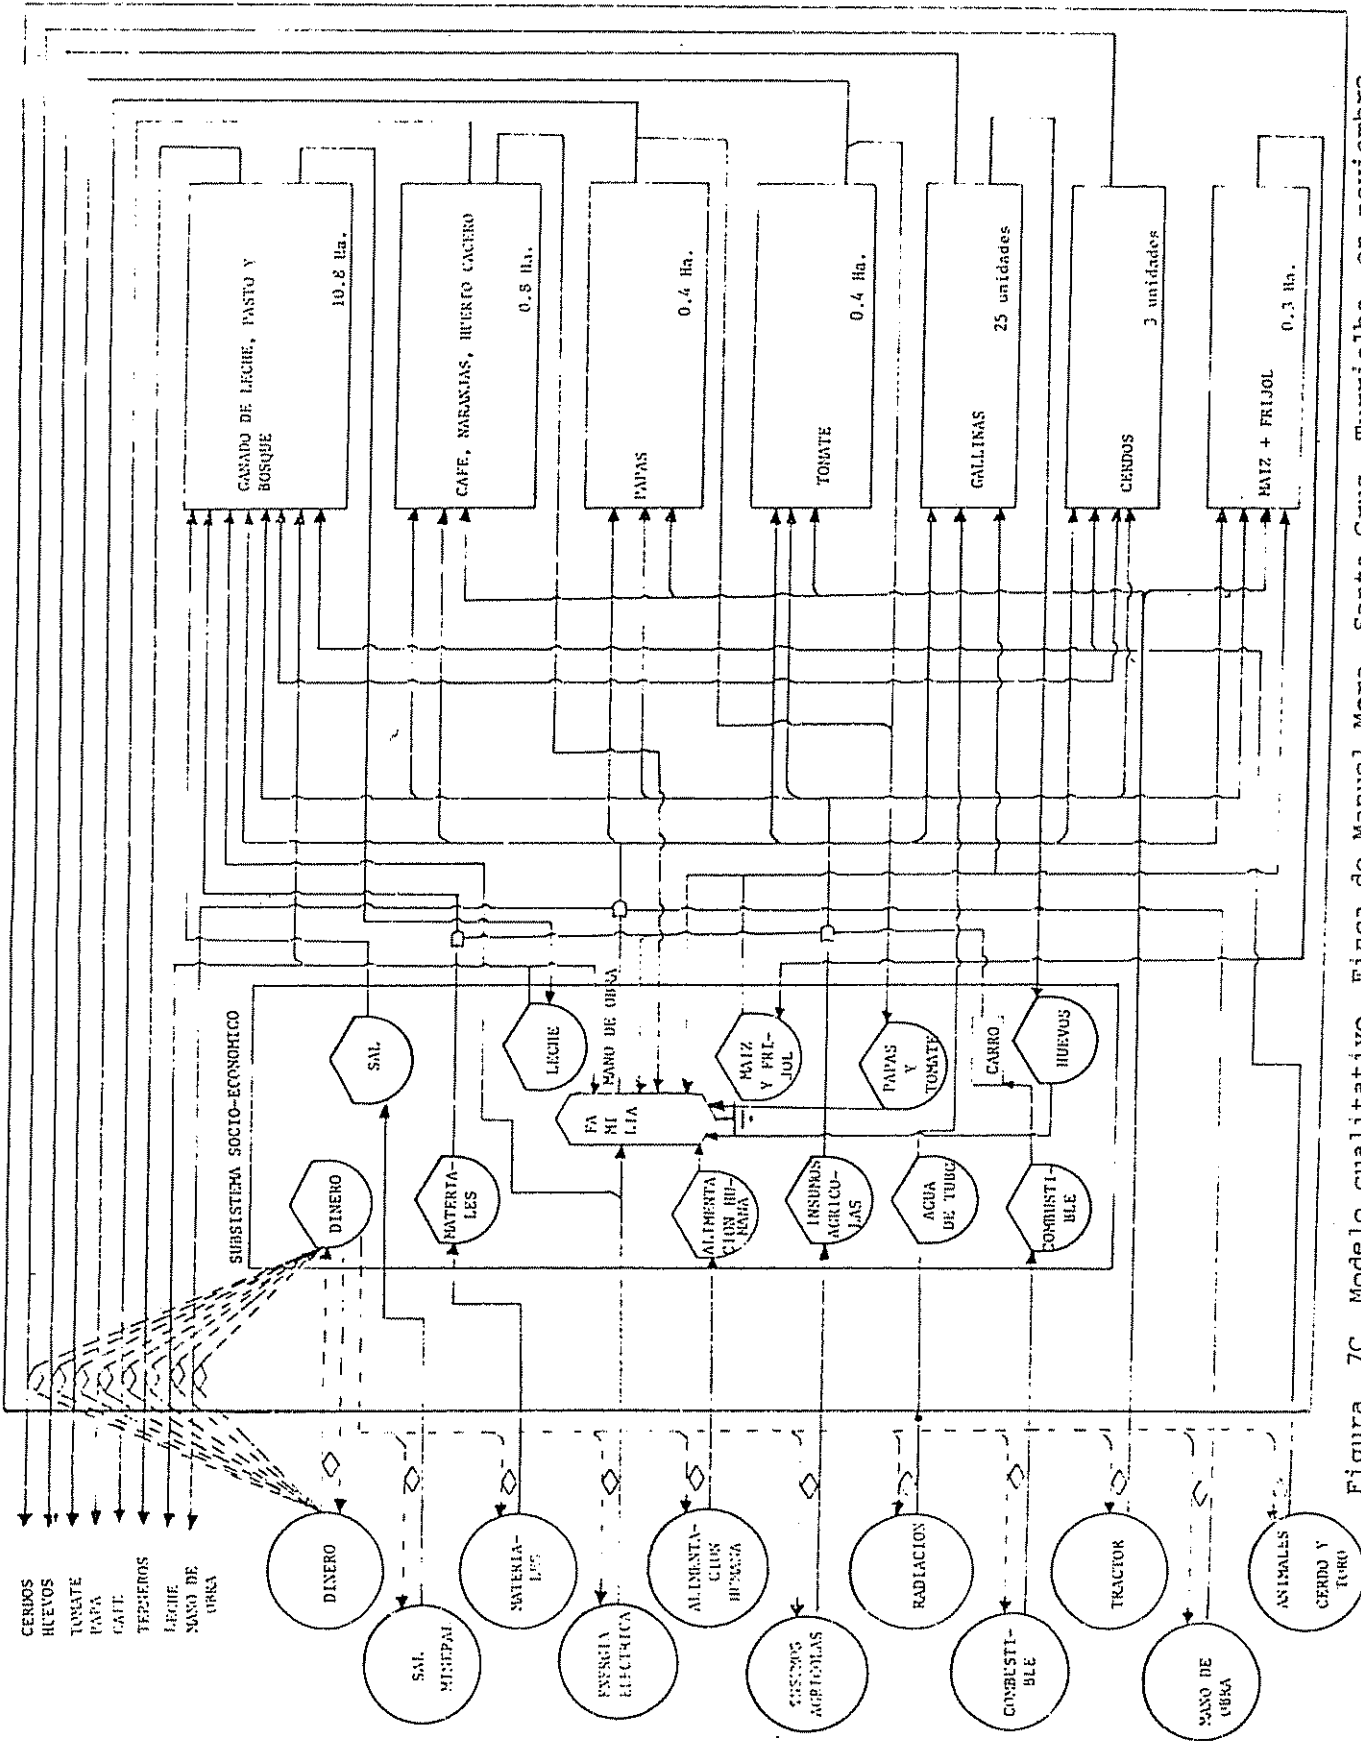 CERDOS
HUEVOS
TOMATE
PAPA
CAFE
TERNEROS
LECHE
MANO DE
OBRA
DINERO
SAL
MINERAL
MATERIA-
LES
ENERGIA
ELECTRICA
ALIMENTA-
CION
HUMANA
INSUMOS
AGRICOLAS
RADIACION
COMBUSTI-
BLE
TRACTOR
MANO DE
OBRA
ANIMALES
CERDO Y
TORO
SUBSISTEMA SOCIO-ECONOMICO
DINERO
SAL
MATERIA-
LES
LECHE
FA
MI
LIA
MANO DE OBRA
ALIMENTA
CION HU-
MANA
MAIZ
Y FRI-
JOL
INSUMOS
AGRICO-
LAS
PAPAS
Y
TOMATE
AGUA
DE TUBO
CARRO
COMBUSTI-
BLE
HUEVOS
GANADO DE LECHE, PASTO Y
BOSQUE
10.8 Ha.
CAFE, NARANJAS, HUERTO CACERO
0.8 Ha.
PAPAS
0.4 Ha.
TOMATE
0.4 Ha.
GALLINAS
25 unidades
CERDOS
3 unidades
MAIZ + FRIJOL
0.3 Ha.
Figura 7C. Modelo cualitativo. Finca de Manuel Mora, Santa Cruz, Turrialba en noviembre